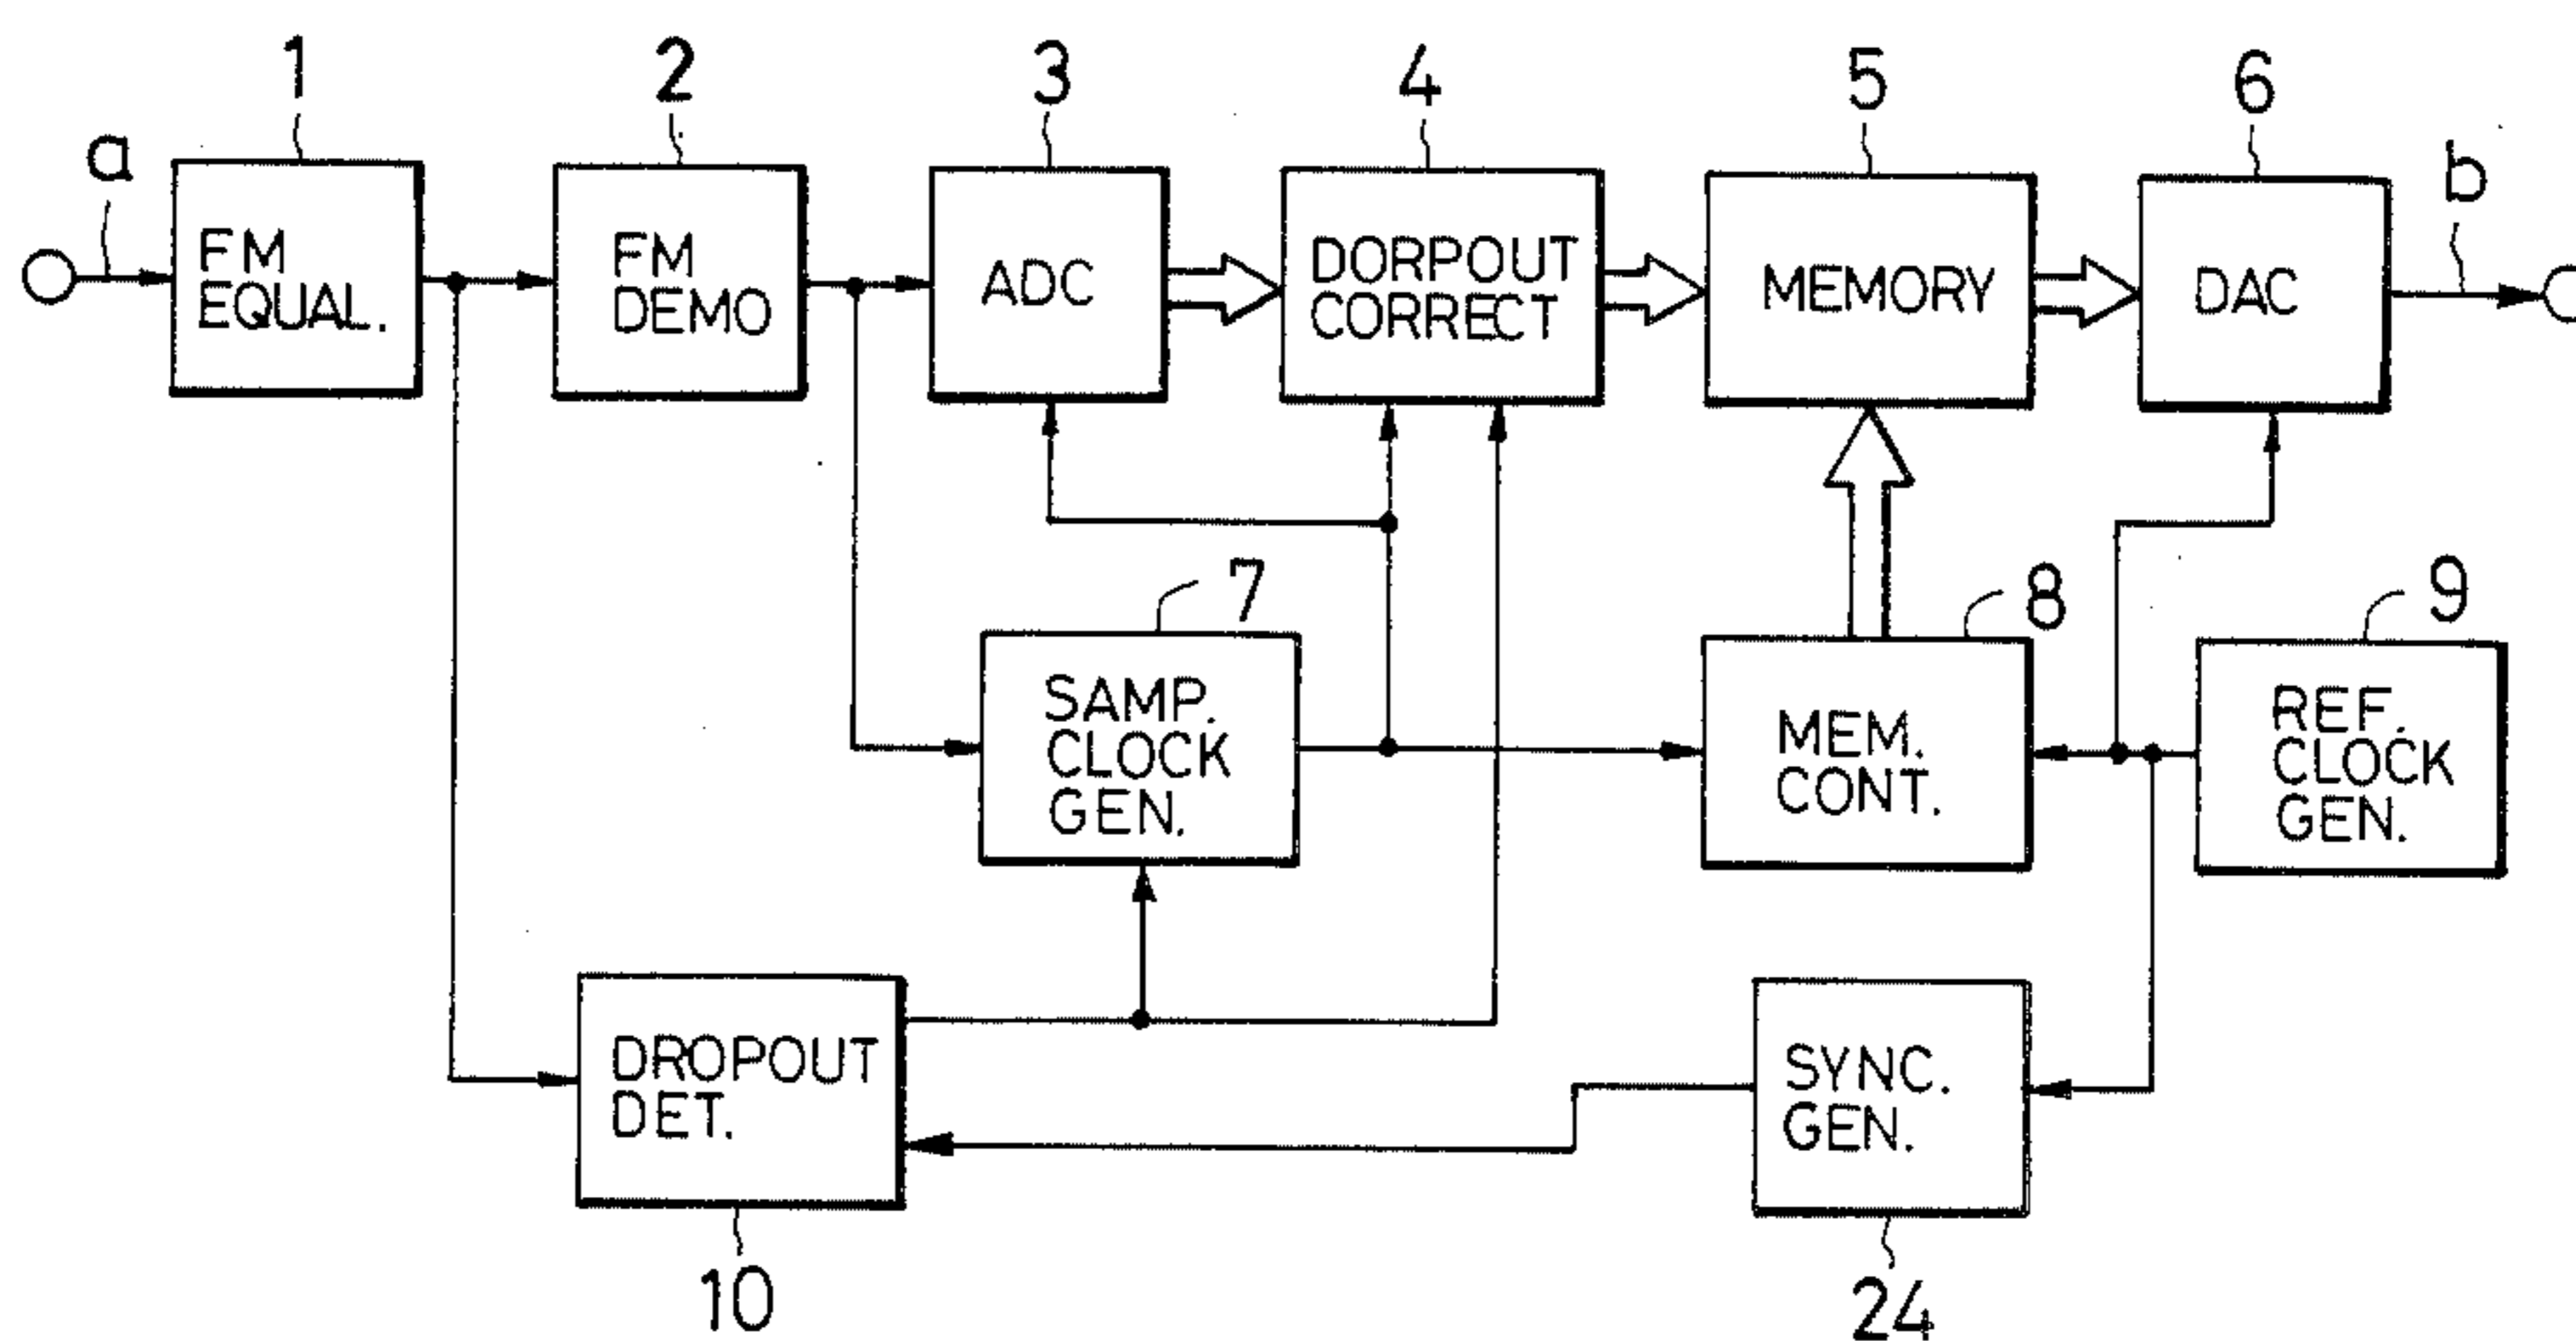 1
2
3
4
5
6
a
b
FM
EQUAL.
FM
DEMO
ADC
DORPOUT
CORRECT
MEMORY
DAC
7
8
9
SAMP.
CLOCK
GEN.
MEM.
CONT.
REF.
CLOCK
GEN.
DROPOUT
DET.
SYNC.
GEN.
10
24